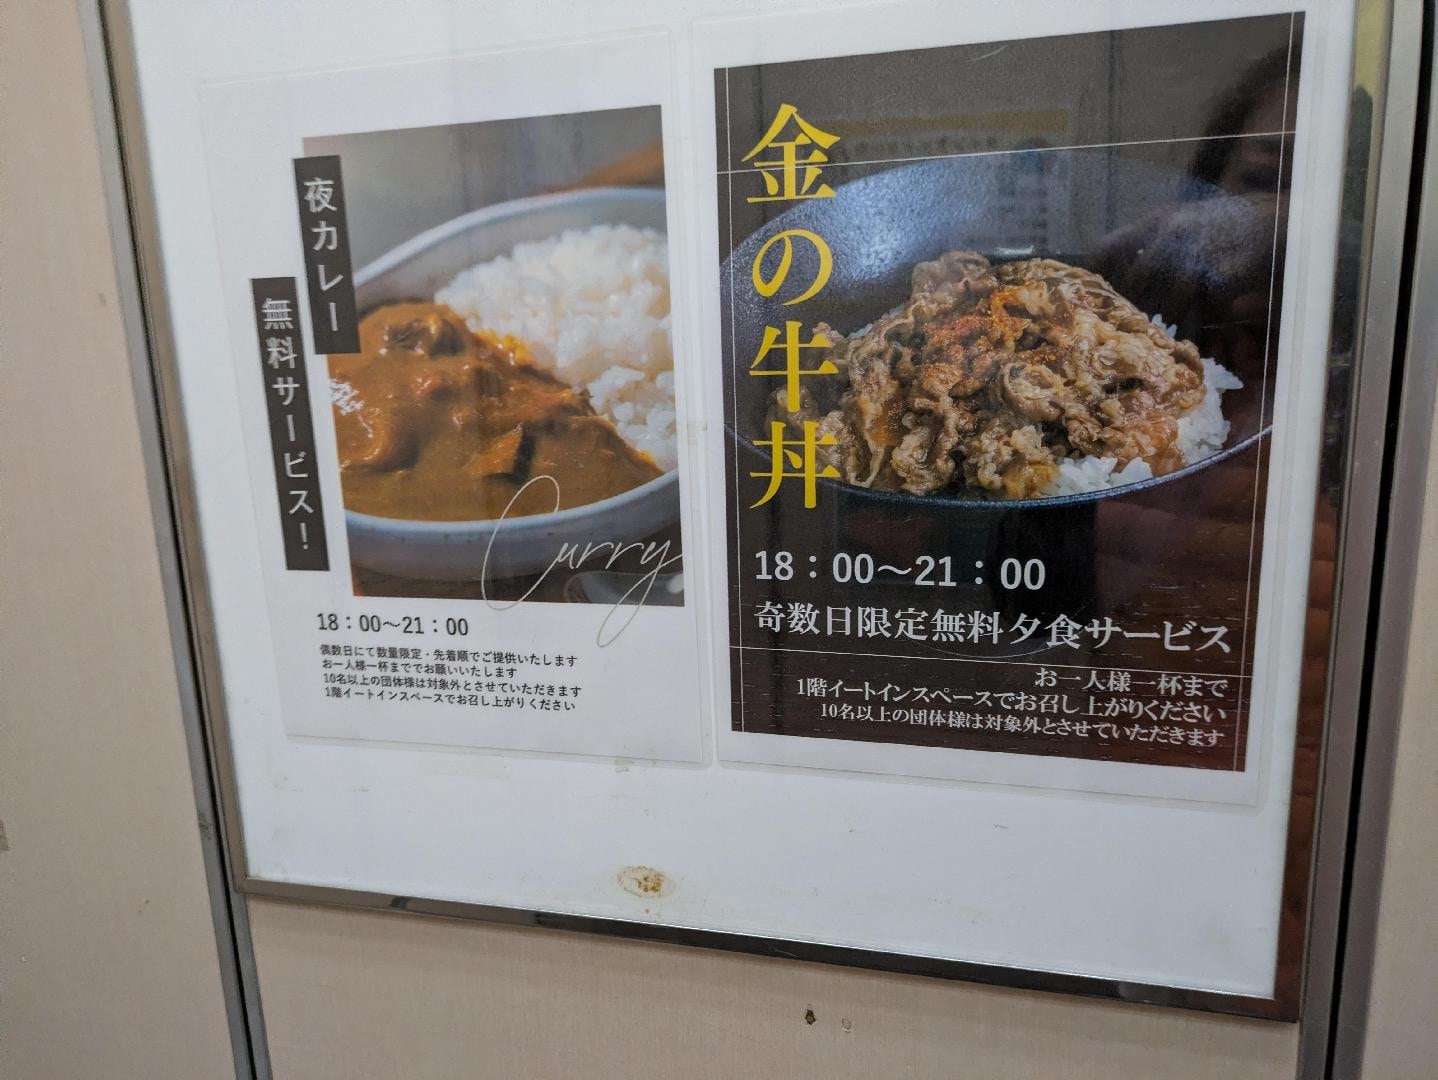 夜カレー
無料サービス！
Curry
18：00～21：00
偶数日にて数量限定・先着順でご提供いたします
お一人様一杯まででお願いいたします
10名以上の団体様は対象外とさせていただきます
1階イートインスペースでお召し上がりください
金の牛丼
18：00～21：00
奇数日限定無料夕食サービス
お一人様一杯まで
1階イートインスペースでお召し上がりください
10名以上の団体様は対象外とさせていただきます